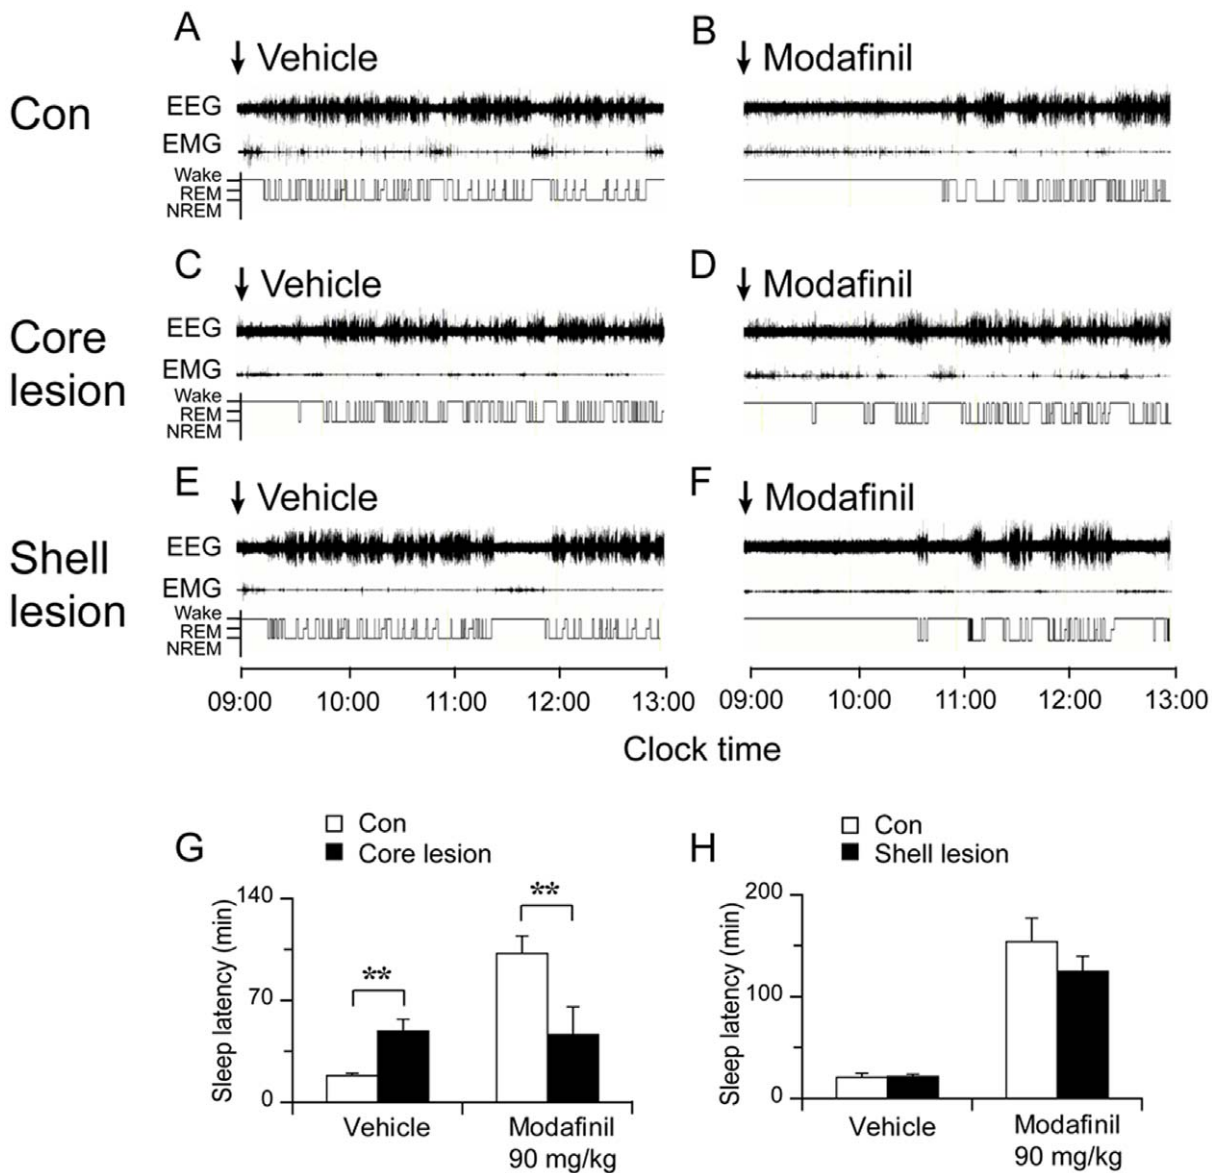 A
Vehicle
B
Modafinil
Con
EEG
EMG
Wake
REM
NREM
C
Vehicle
D
Modafinil
Core
lesion
EEG
EMG
Wake
REM
NREM
E
Vehicle
F
Modafinil
Shell
lesion
EEG
EMG
Wake
REM
NREM
09:00 10:00 11:00 12:00 13:00
09:00 10:00 11:00 12:00 13:00
Clock time
G
Con
Core lesion
Sleep latency (min)
140
70
0
**
**
Vehicle
Modafinil
90 mg/kg
H
Con
Shell lesion
Sleep latency (min)
200
100
0
Vehicle
Modafinil
90 mg/kg